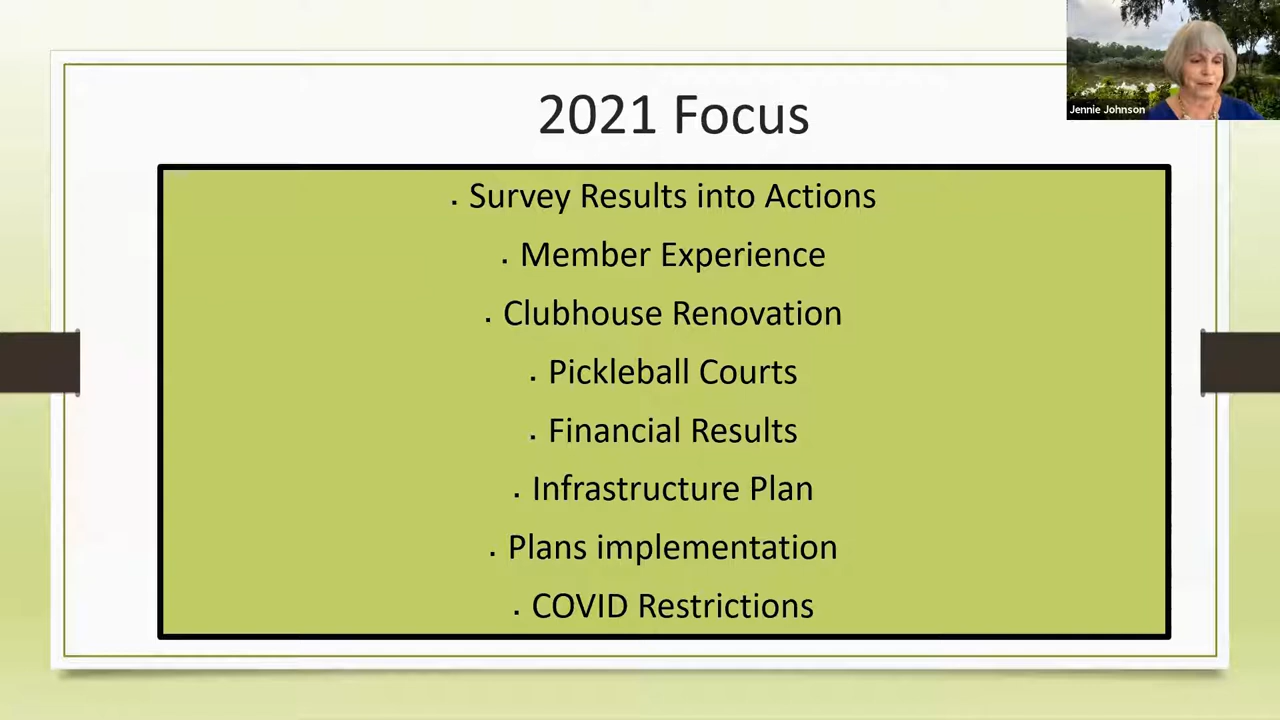 2021 Focus
Jennie Johnson
. Survey Results into Actions
. Member Experience
. Clubhouse Renovation
. Pickleball Courts
. Financial Results
. Infrastructure Plan
. Plans implementation
. COVID Restrictions